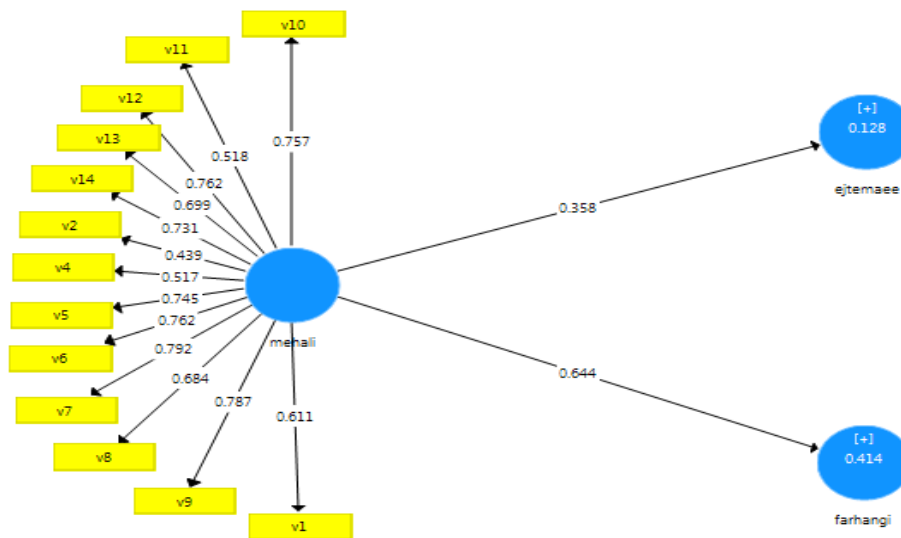 v10
v11
v12
v13
v14
v2
v4
v5
v6
v7
v8
v9
v1
0.757
0.518
0.762
0.699
0.731
0.439
0.517
0.745
0.762
0.792
0.684
0.787
0.611
mehali
0.358
0.644
[+]
0.128
ejtemaee
[+]
0.414
farhangi